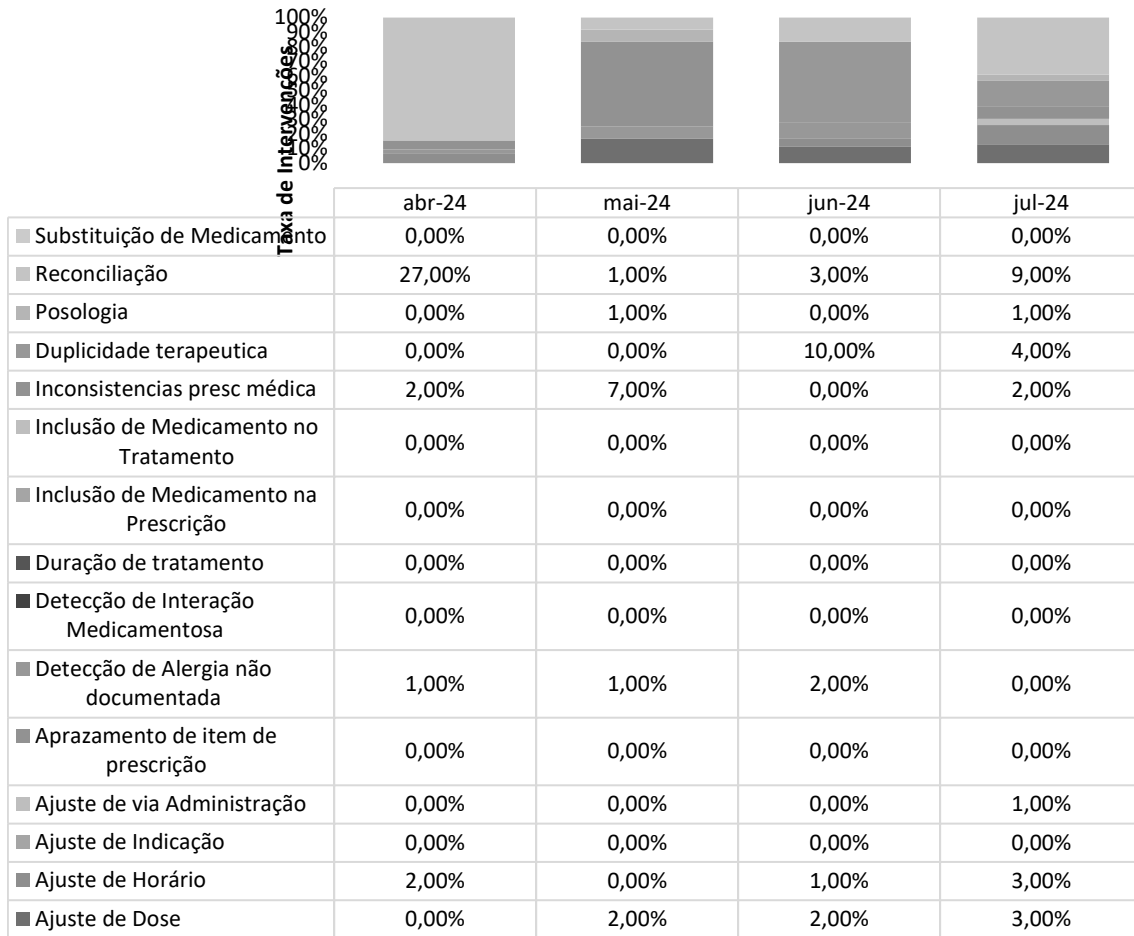 100%
90%
80%
70%
60%
50%
40%
30%
20%
10%
0%
Taxa de Intervenções
abr-24 mai-24 jun-24 jul-24
Substituição de Medicamento 0,00% 0,00% 0,00% 0,00%
Reconciliação 27,00% 1,00% 3,00% 9,00%
Posologia 0,00% 1,00% 0,00% 1,00%
Duplicidade terapeutica 0,00% 0,00% 10,00% 4,00%
Inconsistencias presc médica 2,00% 7,00% 0,00% 2,00%
Inclusão de Medicamento no
Tratamento 0,00% 0,00% 0,00% 0,00%
Inclusão de Medicamento na
Prescrição 0,00% 0,00% 0,00% 0,00%
Duração de tratamento 0,00% 0,00% 0,00% 0,00%
Detecção de Interação
Medicamentosa 0,00% 0,00% 0,00% 0,00%
Detecção de Alergia não
documentada 1,00% 1,00% 2,00% 0,00%
Aprazamento de item de
prescrição 0,00% 0,00% 0,00% 0,00%
Ajuste de via Administração 0,00% 0,00% 0,00% 1,00%
Ajuste de Indicação 0,00% 0,00% 0,00% 0,00%
Ajuste de Horário 2,00% 0,00% 1,00% 3,00%
Ajuste de Dose 0,00% 2,00% 2,00% 3,00%